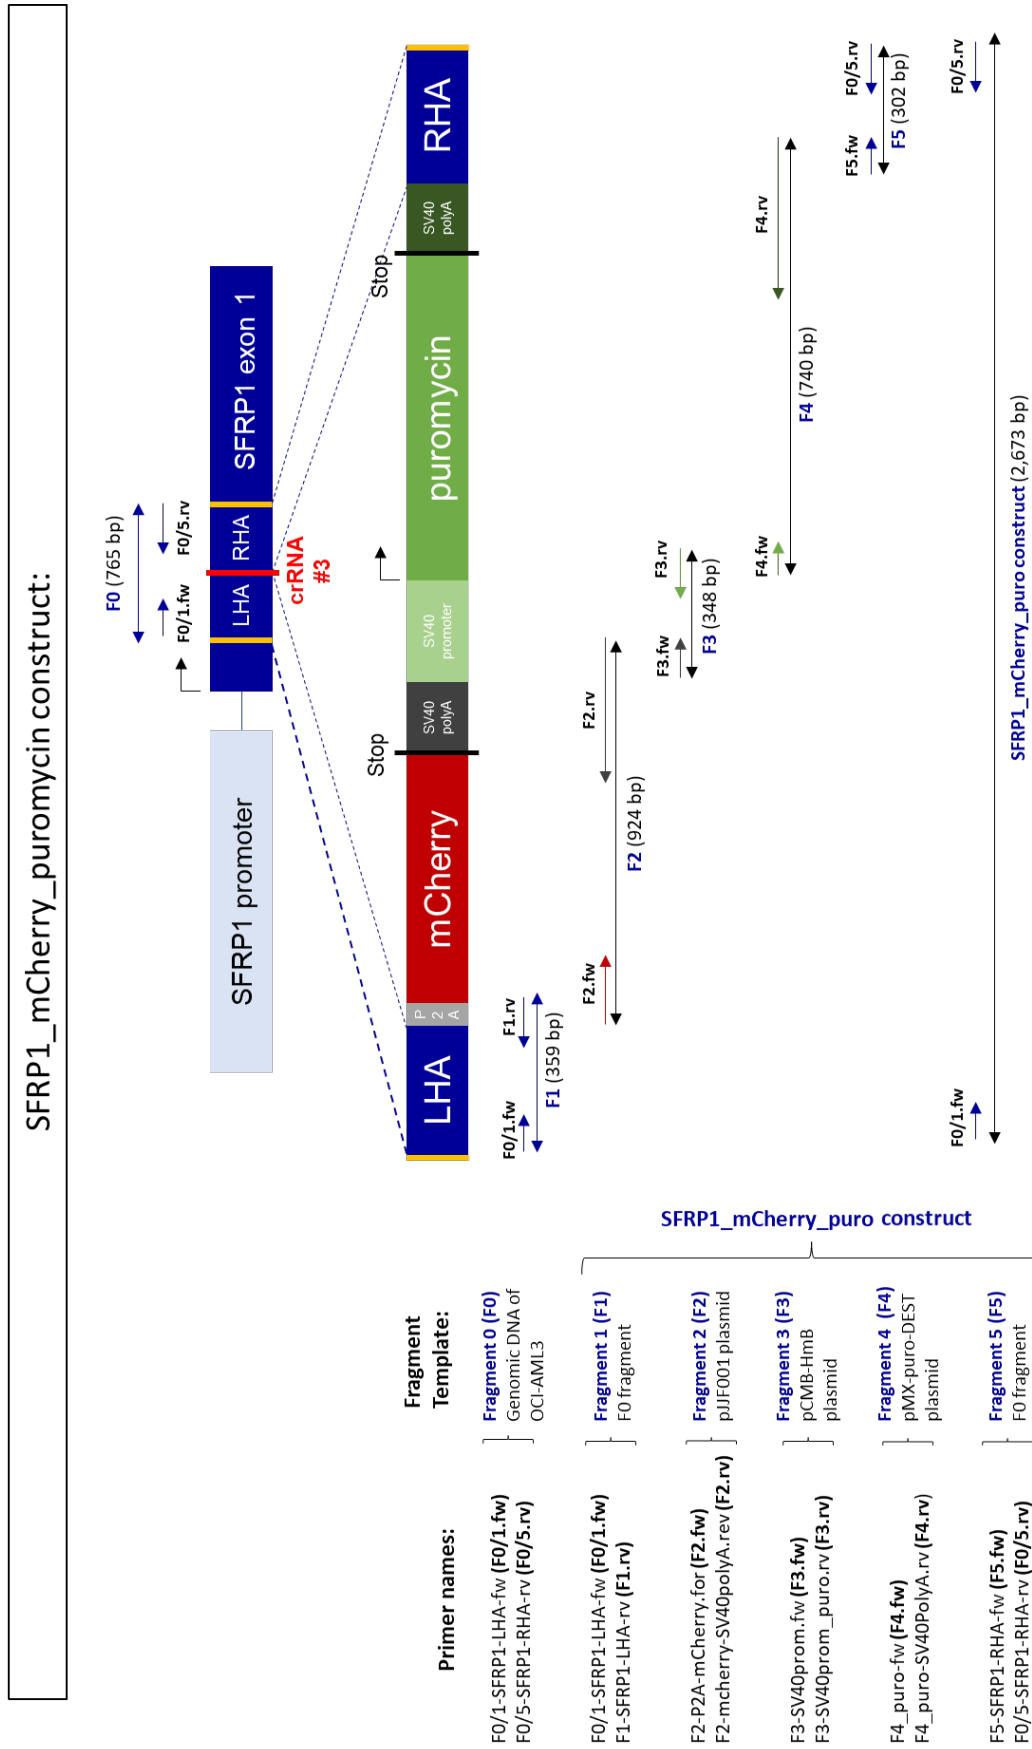 SFRP1_mCherry_puromycin construct:
F0 (765 bp)
F0/1.fw
F0/5.rv
SFRP1 promoter
LHA
RHA
SFRP1 exon 1
crRNA
#3
Stop
Stop
LHA
P
2
A
mCherry
SV40
polyA
SV40
promoter
puromycin
SV40
polyA
RHA
Primer names:
Fragment
Template:
F0/1-SFRP1-LHA-fw (F0/1.fw)
F0/5-SFRP1-RHA-rv (F0/5.rv)
Fragment 0 (F0)
Genomic DNA of
OCI-AML3
F0/1-SFRP1-LHA-fw (F0/1.fw)
F1-SFRP1-LHA-rv (F1.rv)
Fragment 1 (F1)
F0 fragment
F2-P2A-mCherry.for (F2.fw)
F2-mcherry-SV40polyA.rev (F2.rv)
Fragment 2 (F2)
pJJF001 plasmid
F3-SV40prom.fw (F3.fw)
F3-SV40prom_puro.rv (F3.rv)
Fragment 3 (F3)
pCMB-HmB
plasmid
F4_puro-fw (F4.fw)
F4_puro-SV40PolyA.rv (F4.rv)
Fragment 4 (F4)
pMX-puro-DEST
plasmid
F5-SFRP1-RHA-fw (F5.fw)
F0/5-SFRP1-RHA-rv (F0/5.rv)
Fragment 5 (F5)
F0 fragment
SFRP1_mCherry_puro construct
F0/1.fw
F1.rv
F1 (359 bp)
F2.fw
F2.rv
F2 (924 bp)
F3.fw
F3.rv
F3 (348 bp)
F4.fw
F4.rv
F4 (740 bp)
F5.fw
F0/5.rv
F5 (302 bp)
F0/1.fw
F0/5.rv
SFRP1_mCherry_puro construct (2,673 bp)